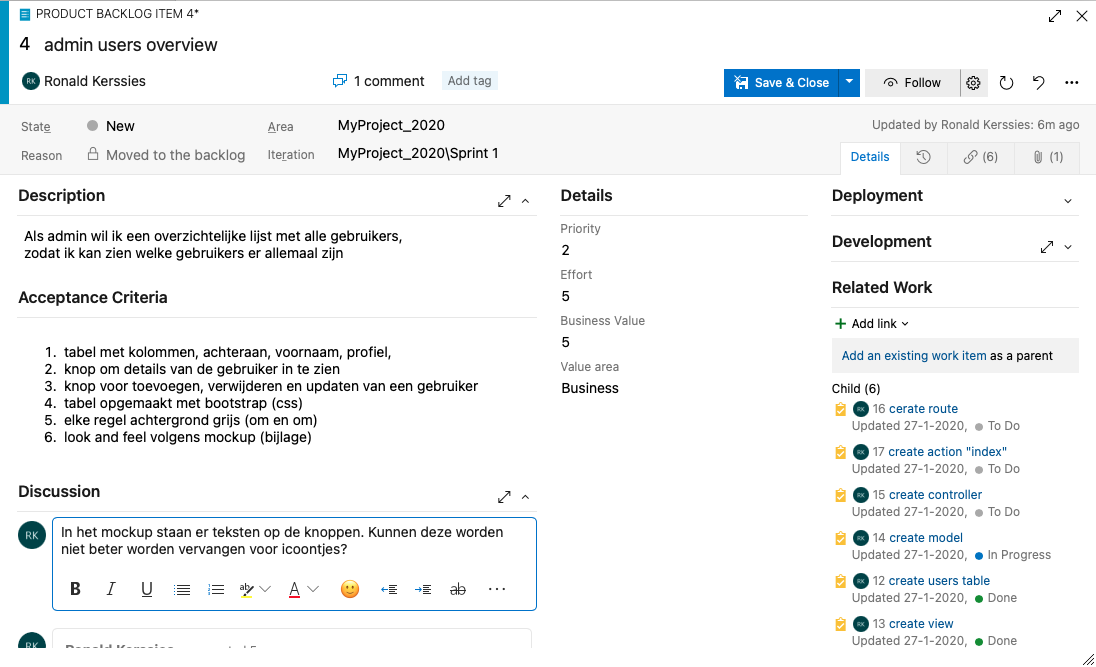 PRODUCT BACKLOG ITEM 4*
4 admin users overview
RK Ronald Kerssies
1 comment
Add tag
Save & Close
Follow
State
New
Area
MyProject_2020
Updated by Ronald Kerssies: 6m ago
Reason
Moved to the backlog
Iteration
MyProject_2020\Sprint 1
Details
(6)
(1)
Description
Als admin wil ik een overzichtelijke lijst met alle gebruikers,
zodat ik kan zien welke gebruikers er allemaal zijn
Acceptance Criteria
1. tabel met kolommen, achteraan, voornaam, profiel,
2. knop om details van de gebruiker in te zien
3. knop voor toevoegen, verwijderen en updaten van een gebruiker
4. tabel opgemaakt met bootstrap (css)
5. elke regel achtergrond grijs (om en om)
6. look and feel volgens mockup (bijlage)
Discussion
RK
In het mockup staan er teksten op de knoppen. Kunnen deze worden
niet beter worden vervangen voor icoontjes?
B I U ab A ab ...
RK
Ronald Kerssies
Details
Priority
2
Effort
5
Business Value
5
Value area
Business
Deployment
Development
Related Work
+ Add link
Add an existing work item as a parent
Child (6)
RK 16 cerate route
Updated 27-1-2020, To Do
RK 17 create action "index"
Updated 27-1-2020, To Do
RK 15 create controller
Updated 27-1-2020, To Do
RK 14 create model
Updated 27-1-2020, In Progress
RK 12 create users table
Updated 27-1-2020, Done
RK 13 create view
Updated 27-1-2020, Done